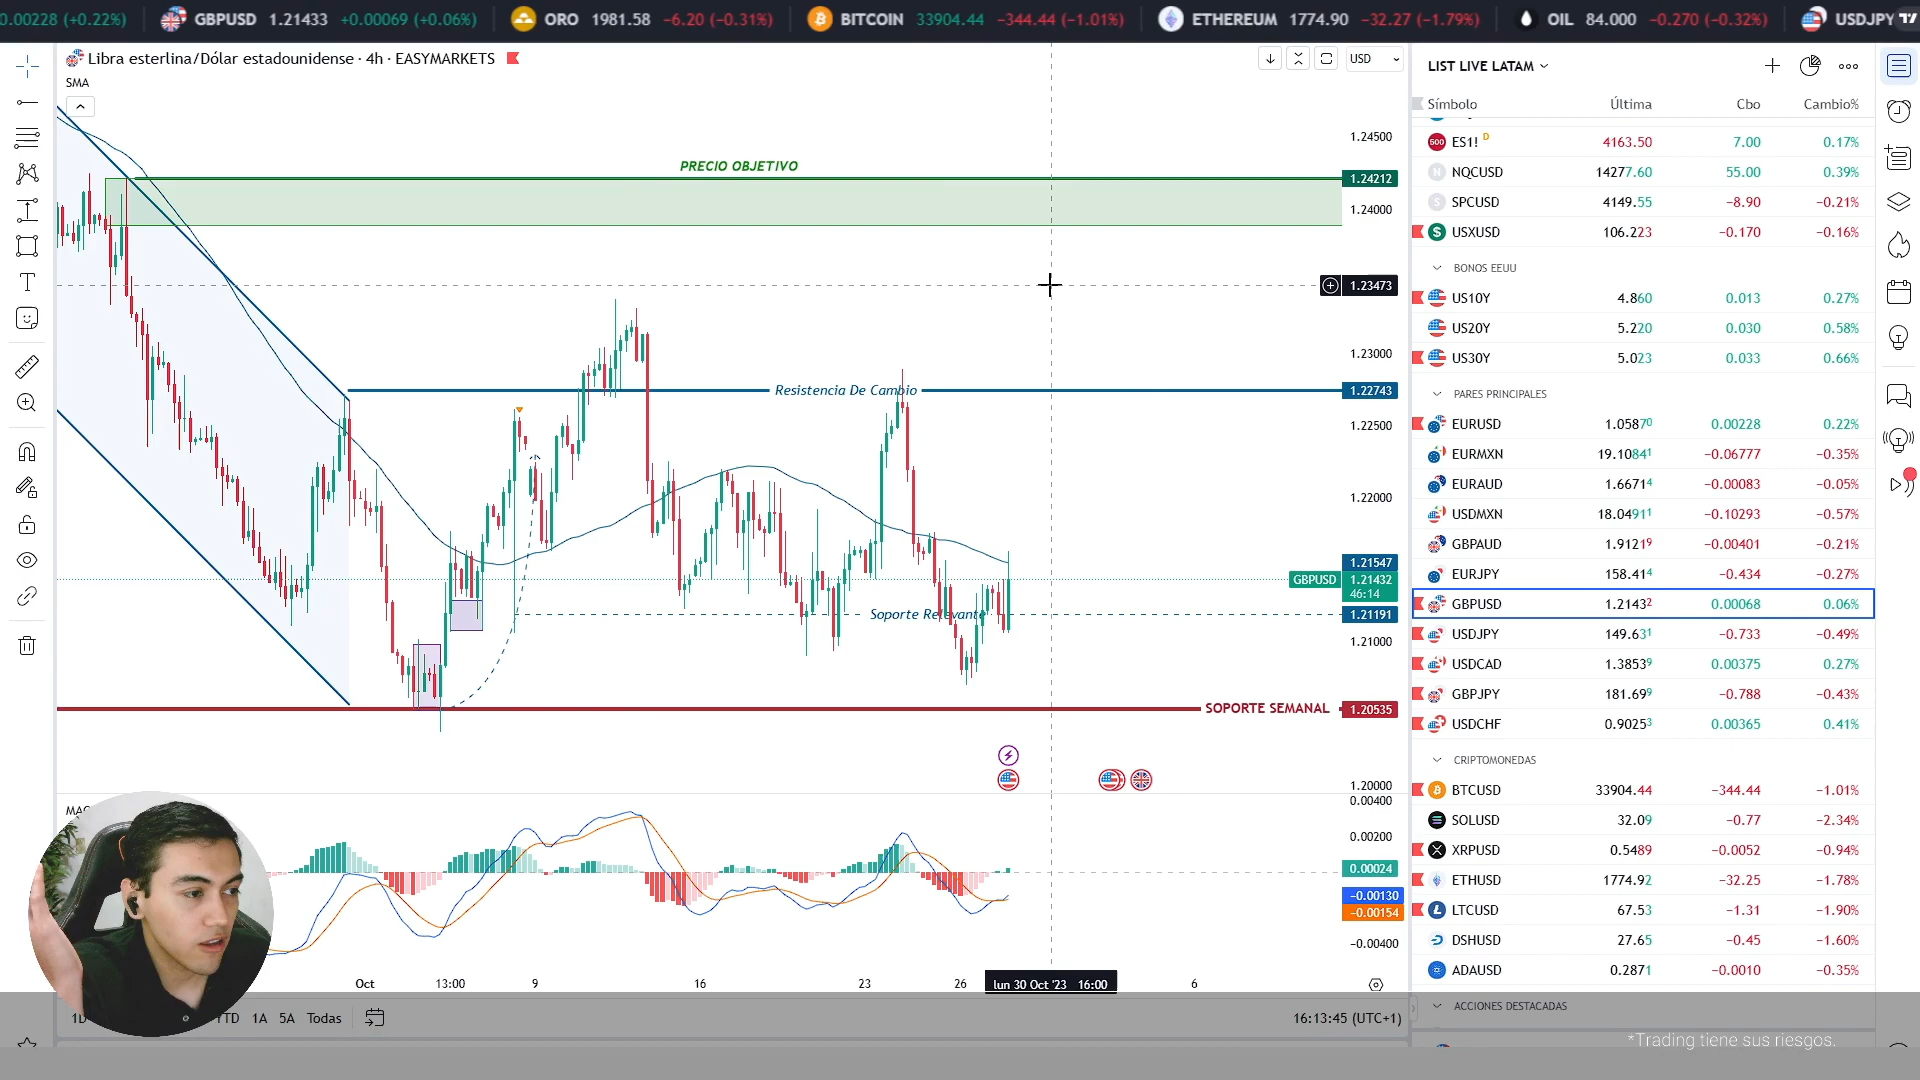 0.00228 (+0.22%) GBPUSD 1.21433 +0.00069 (+0.06%) ORO 1981.58 −6.20 (−0.31%) BITCOIN 33904.44 −344.44 (−1.01%) ETHEREUM 1774.90 −32.27 (−1.79%) OIL 84.000 −0.270 (−0.32%) USDJPY
Libra esterlina/Dólar estadounidense · 4h · EASYMARKETS
USD
SMA
PRECIO OBJETIVO
Resistencia De Cambio
Soporte Relevante
SOPORTE SEMANAL
1.24500
1.24212
1.24000
1.23473
1.23000
1.22743
1.22500
1.22000
1.21547
GBPUSD 1.21432
46:14
1.21191
1.21000
1.20535
1.20000
0.00400
0.00200
0.00024
−0.00130
−0.00154
−0.00400
Oct 13:00 9 16 23 26 lun 30 Oct '23 16:00 6
YTD 1A 5A Todas
16:13:45 (UTC+1)
LIST LIVE LATAM
Símbolo Última Cbo Cambio%
500 ES1! D 4163.50 7.00 0.17%
NQCUSD 14277.60 55.00 0.39%
SPCUSD 4149.55 −8.90 −0.21%
USXUSD 106.223 −0.170 −0.16%
BONOS EEUU
US10Y 4.860 0.013 0.27%
US20Y 5.220 0.030 0.58%
US30Y 5.023 0.033 0.66%
PARES PRINCIPALES
EURUSD 1.05870 0.00228 0.22%
EURMXN 19.10841 −0.06777 −0.35%
EURAUD 1.66714 −0.00083 −0.05%
USDMXN 18.04911 −0.10293 −0.57%
GBPAUD 1.91219 −0.00401 −0.21%
EURJPY 158.414 −0.434 −0.27%
GBPUSD 1.21432 0.00068 0.06%
USDJPY 149.631 −0.733 −0.49%
USDCAD 1.38539 0.00375 0.27%
GBPJPY 181.699 −0.788 −0.43%
USDCHF 0.90253 0.00365 0.41%
CRIPTOMONEDAS
BTCUSD 33904.44 −344.44 −1.01%
SOLUSD 32.09 −0.77 −2.34%
XRPUSD 0.5489 −0.0052 −0.94%
ETHUSD 1774.92 −32.25 −1.78%
LTCUSD 67.53 −1.31 −1.90%
DSHUSD 27.65 −0.45 −1.60%
ADAUSD 0.2871 −0.0010 −0.35%
ACCIONES DESTACADAS
*Trading tiene sus riesgos.